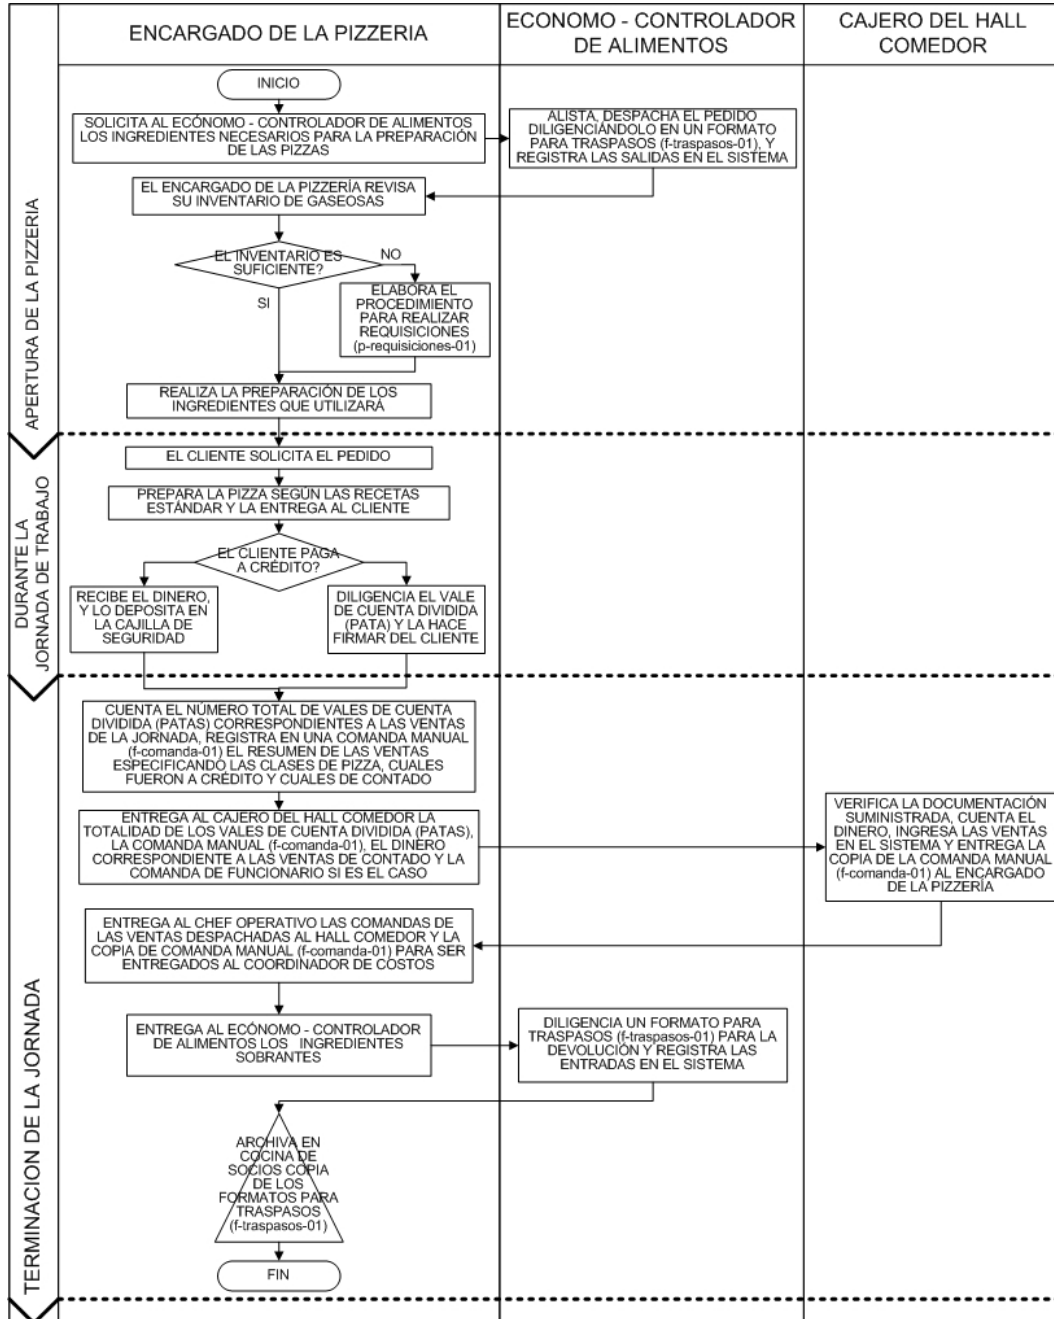 ENCARGADO DE LA PIZZERIA
ECONOMO - CONTROLADOR
DE ALIMENTOS
CAJERO DEL HALL
COMEDOR
APERTURA DE LA PIZZERIA
INICIO
SOLICITA AL ECÓNOMO - CONTROLADOR DE ALIMENTOS
LOS INGREDIENTES NECESARIOS PARA LA PREPARACIÓN
DE LAS PIZZAS
ALISTA, DESPACHA EL PEDIDO
DILIGENCIÁNDOLO EN UN FORMATO
PARA TRASPASOS (f-traspasos-01), Y
REGISTRA LAS SALIDAS EN EL SISTEMA
EL ENCARGADO DE LA PIZZERÍA REVISA
SU INVENTARIO DE GASEOSAS
EL INVENTARIO ES
SUFICIENTE?
NO
SI
ELABORA EL
PROCEDIMIENTO
PARA REALIZAR
REQUISICIONES
(p-requisiciones-01)
REALIZA LA PREPARACIÓN DE LOS
INGREDIENTES QUE UTILIZARÁ
DURANTE LA
JORNADA DE TRABAJO
EL CLIENTE SOLICITA EL PEDIDO
PREPARA LA PIZZA SEGÚN LAS RECETAS
ESTÁNDAR Y LA ENTREGA AL CLIENTE
EL CLIENTE PAGA
A CRÉDITO?
RECIBE EL DINERO,
Y LO DEPOSITA EN
LA CAJILLA DE
SEGURIDAD
DILIGENCIA EL VALE
DE CUENTA DIVIDIDA
(PATA) Y LA HACE
FIRMAR DEL CLIENTE
TERMINACION DE LA JORNADA
CUENTA EL NÚMERO TOTAL DE VALES DE CUENTA
DIVIDIDA (PATAS) CORRESPONDIENTES A LAS VENTAS
DE LA JORNADA, REGISTRA EN UNA COMANDA MANUAL
(f-comanda-01) EL RESUMEN DE LAS VENTAS
ESPECIFICANDO LAS CLASES DE PIZZA, CUALES
FUERON A CRÉDITO Y CUALES DE CONTADO
ENTREGA AL CAJERO DEL HALL COMEDOR LA
TOTALIDAD DE LOS VALES DE CUENTA DIVIDIDA (PATAS),
LA COMANDA MANUAL (f-comanda-01), EL DINERO
CORRESPONDIENTE A LAS VENTAS DE CONTADO Y LA
COMANDA DE FUNCIONARIO SI ES EL CASO
VERIFICA LA DOCUMENTACIÓN
SUMINISTRADA, CUENTA EL
DINERO, INGRESA LAS VENTAS
EN EL SISTEMA Y ENTREGA LA
COPIA DE LA COMANDA MANUAL
(f-comanda-01) AL ENCARGADO
DE LA PIZZERÍA
ENTREGA AL CHEF OPERATIVO LAS COMANDAS DE
LAS VENTAS DESPACHADAS AL HALL COMEDOR Y LA
COPIA DE COMANDA MANUAL (f-comanda-01) PARA SER
ENTREGADOS AL COORDINADOR DE COSTOS
ENTREGA AL ECÓNOMO - CONTROLADOR
DE ALIMENTOS LOS INGREDIENTES
SOBRANTES
DILIGENCIA UN FORMATO PARA
TRASPASOS (f-traspasos-01) PARA LA
DEVOLUCIÓN Y REGISTRA LAS
ENTRADAS EN EL SISTEMA
ARCHIVA EN
COCINA DE
SOCIOS COPIA
DE LOS
FORMATOS PARA
TRASPASOS
(f-traspasos-01)
FIN